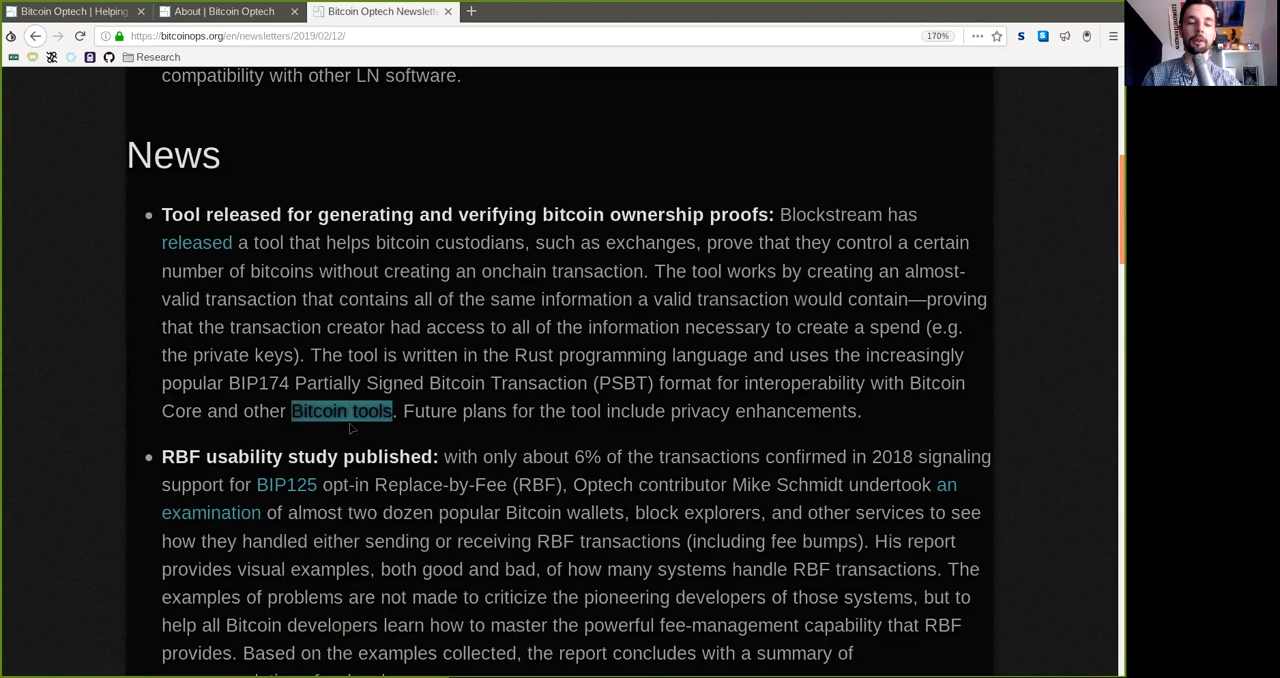 Bitcoin Optech | Helping
About | Bitcoin Optech
Bitcoin Optech Newslette
https://bitcoinops.org/en/newsletters/2019/02/12/
170%
Research
compatibility with other LN software.
News
Tool released for generating and verifying bitcoin ownership proofs: Blockstream has
released a tool that helps bitcoin custodians, such as exchanges, prove that they control a certain
number of bitcoins without creating an onchain transaction. The tool works by creating an almost-
valid transaction that contains all of the same information a valid transaction would contain—proving
that the transaction creator had access to all of the information necessary to create a spend (e.g.
the private keys). The tool is written in the Rust programming language and uses the increasingly
popular BIP174 Partially Signed Bitcoin Transaction (PSBT) format for interoperability with Bitcoin
Core and other Bitcoin tools. Future plans for the tool include privacy enhancements.
RBF usability study published: with only about 6% of the transactions confirmed in 2018 signaling
support for BIP125 opt-in Replace-by-Fee (RBF), Optech contributor Mike Schmidt undertook an
examination of almost two dozen popular Bitcoin wallets, block explorers, and other services to see
how they handled either sending or receiving RBF transactions (including fee bumps). His report
provides visual examples, both good and bad, of how many systems handle RBF transactions. The
examples of problems are not made to criticize the pioneering developers of those systems, but to
help all Bitcoin developers learn how to master the powerful fee-management capability that RBF
provides. Based on the examples collected, the report concludes with a summary of